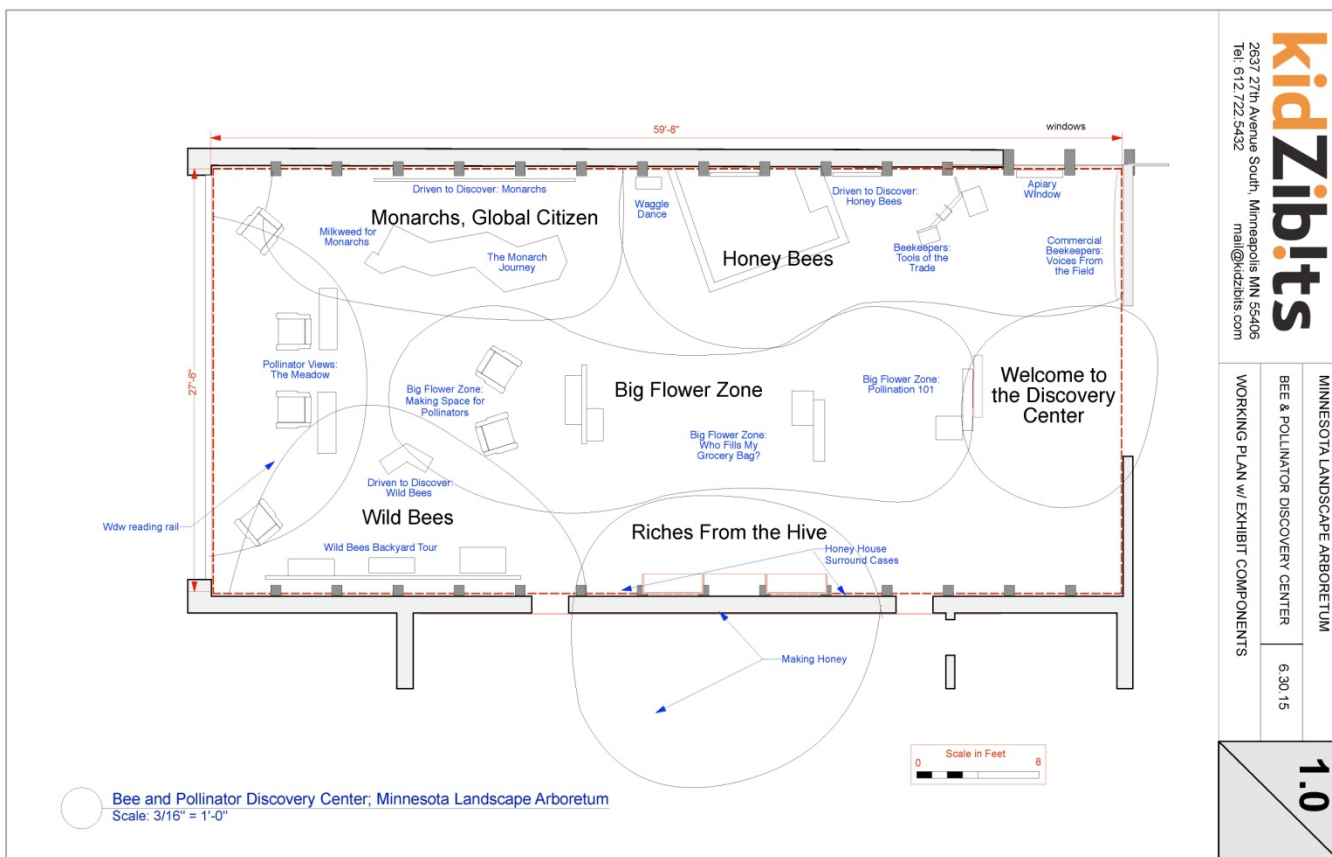 59'-8"
windows
27'-6"
Driven to Discover: Monarchs
Monarchs, Global Citizen
Milkweed for
Monarchs
The Monarch
Journey
Waggle
Dance
Honey Bees
Driven to Discover:
Honey Bees
Beekeepers:
Tools of the
Trade
Apiary
WIndow
Commercial
Beekeepers:
Voices From
the Field
Pollinator Views:
The Meadow
Big Flower Zone:
Making Space for
Pollinators
Big Flower Zone
Big Flower Zone:
Who Fills My
Grocery Bag?
Big Flower Zone:
Pollination 101
Welcome to
the Discovery
Center
Driven to Discover:
Wild Bees
Wild Bees
Wdw reading rail
Wild Bees Backyard Tour
Riches From the Hive
Honey House
Surround Cases
Making Honey
Scale in Feet
0 8
Bee and Pollinator Discovery Center; Minnesota Landscape Arboretum
Scale: 3/16" = 1'-0"
kidZib!ts
2637 27th Avenue South, Minneapolis MN 55406
Tel: 612.722.5432 mail@kidzibits.com
MINNESOTA LANDSCAPE ARBORETUM
BEE & POLLINATOR DISCOVERY CENTER
6.30.15
WORKING PLAN w/ EXHIBIT COMPONENTS
1.0